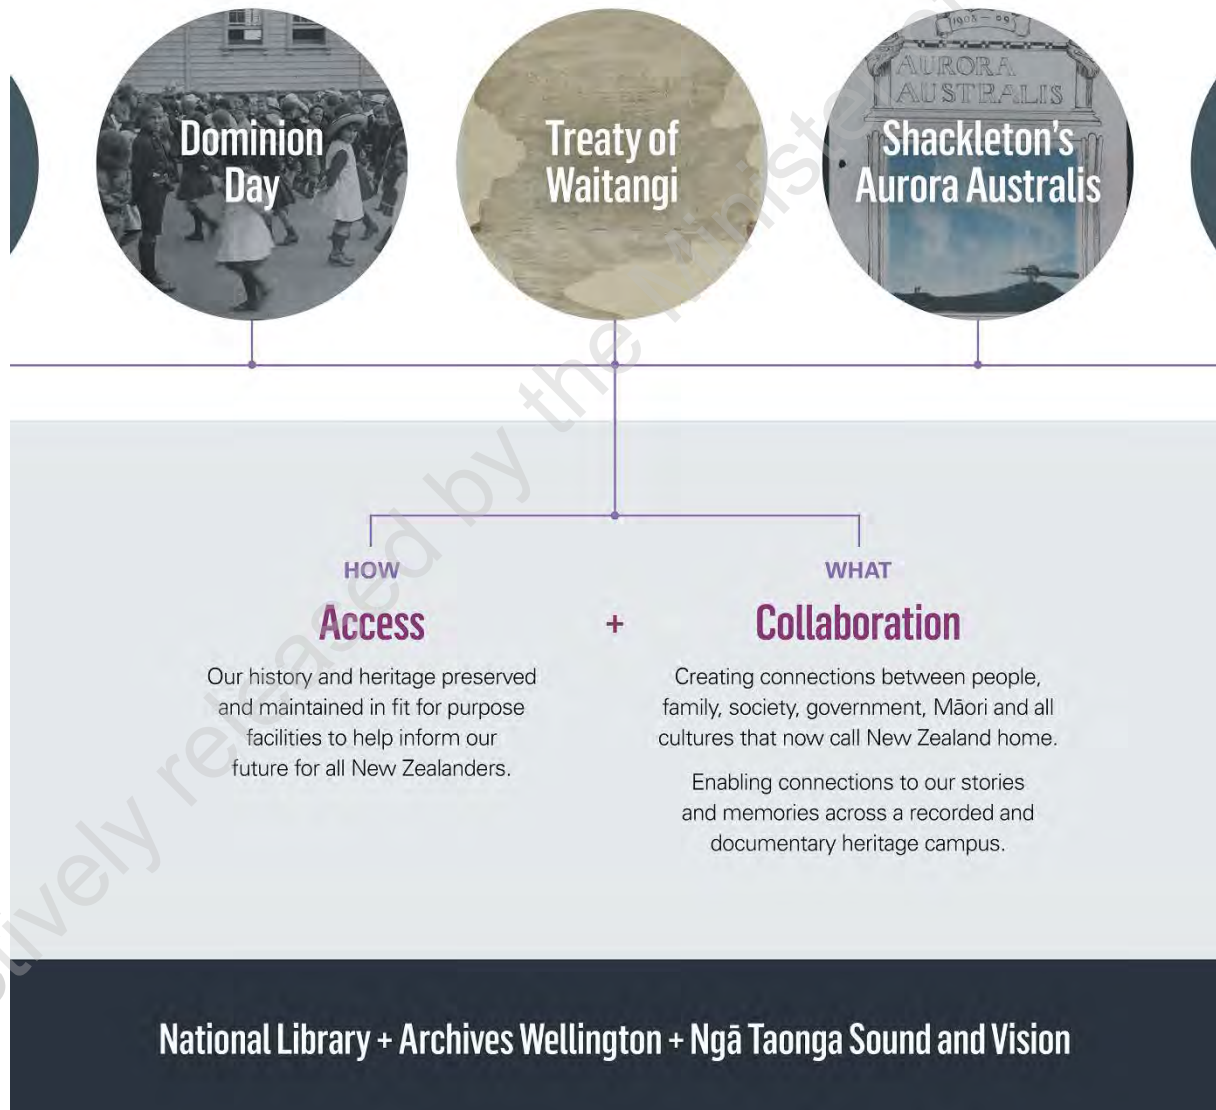 1908 — 09
AURORA
AUSTRALIS
Dominion
Day
Treaty of
Waitangi
Shackleton's
Aurora Australis
HOW
WHAT
Access
+
Collaboration
Our history and heritage preserved
and maintained in fit for purpose
facilities to help inform our
future for all New Zealanders.
Creating connections between people,
family, society, government, Māori and all
cultures that now call New Zealand home.
Enabling connections to our stories
and memories across a recorded and
documentary heritage campus.
National Library + Archives Wellington + Ngā Taonga Sound and Vision
released by the Minister